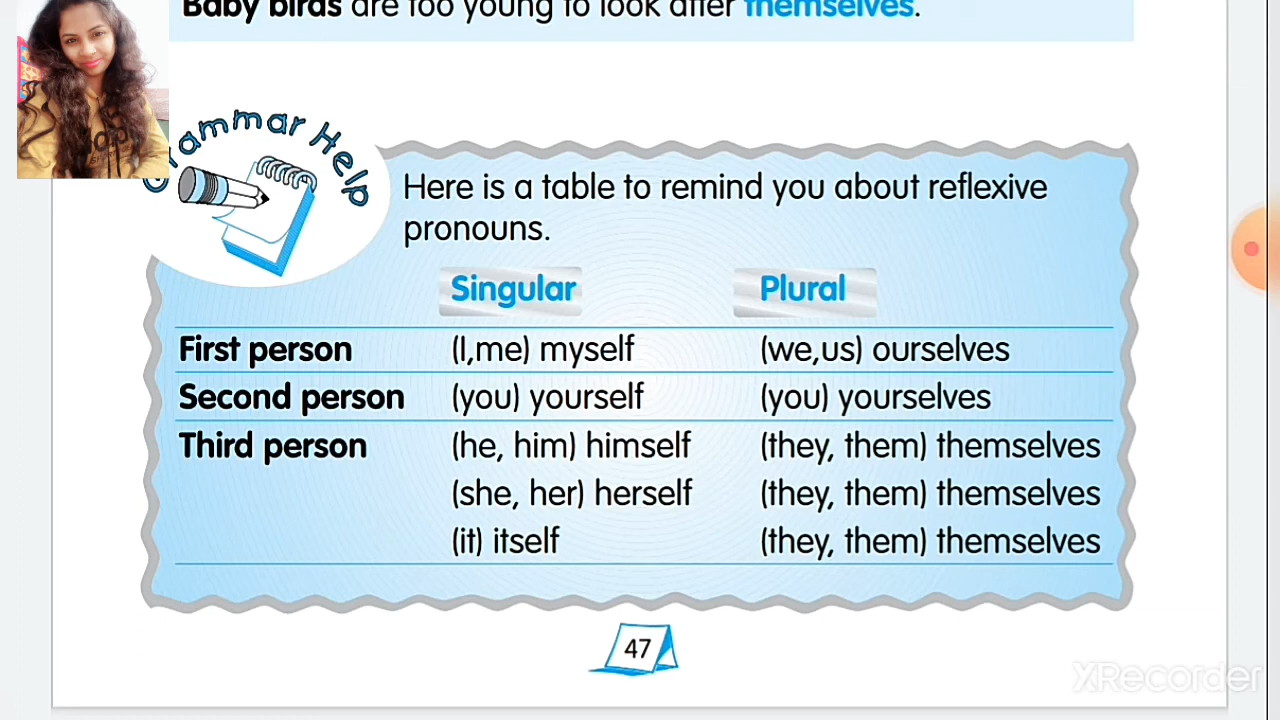 Baby birds are too young to look after themselves.
Grammar Help
Here is a table to remind you about reflexive
pronouns.
Singular Plural
First person (I,me) myself (we,us) ourselves
Second person (you) yourself (you) yourselves
Third person (he, him) himself (they, them) themselves
(she, her) herself (they, them) themselves
(it) itself (they, them) themselves
47
XRecorder